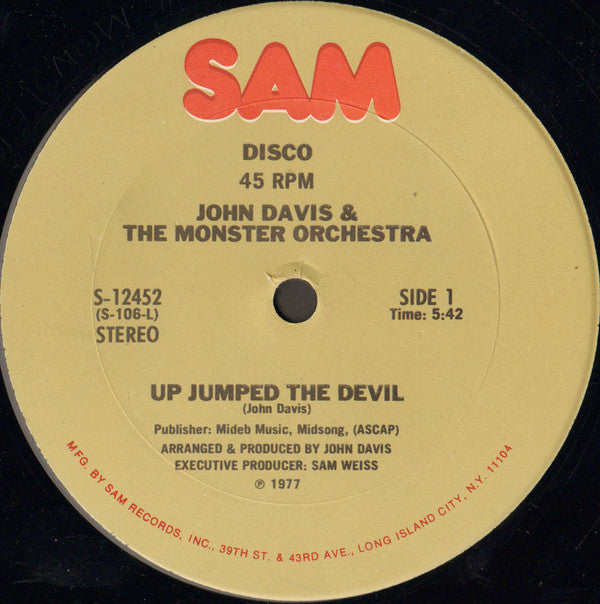 SAM
DISCO
45 RPM
JOHN DAVIS &
THE MONSTER ORCHESTRA
S-12452
(S-106-L)
STEREO
SIDE 1
Time: 5:42
UP JUMPED THE DEVIL
(John Davis)
Publisher: Mideb Music, Midsong, (ASCAP)
ARRANGED & PRODUCED BY JOHN DAVIS
EXECUTIVE PRODUCER: SAM WEISS
℗ 1977
MFG. BY SAM RECORDS, INC., 39TH ST. & 43RD AVE., LONG ISLAND CITY, N.Y. 11104